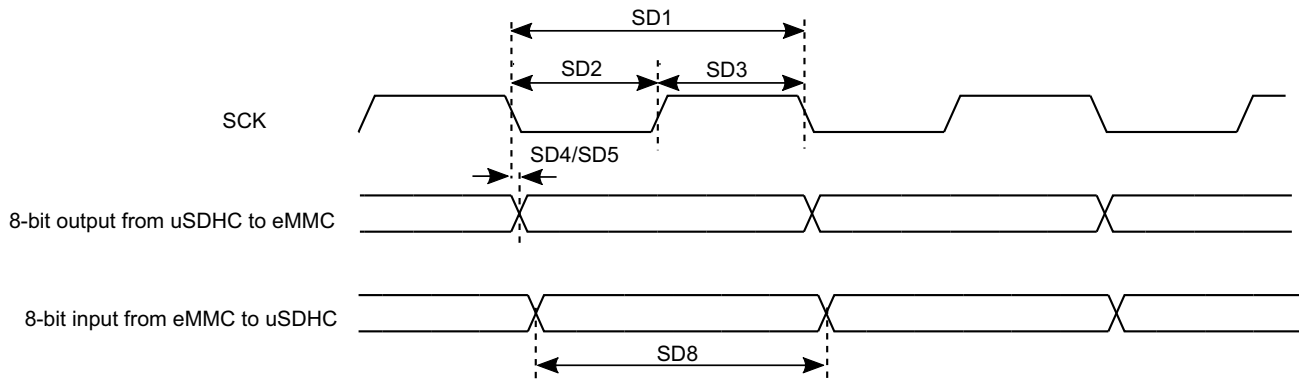 SD1
SD2
SD3
SCK
SD4/SD5
8-bit output from uSDHC to eMMC
8-bit input from eMMC to uSDHC
SD8